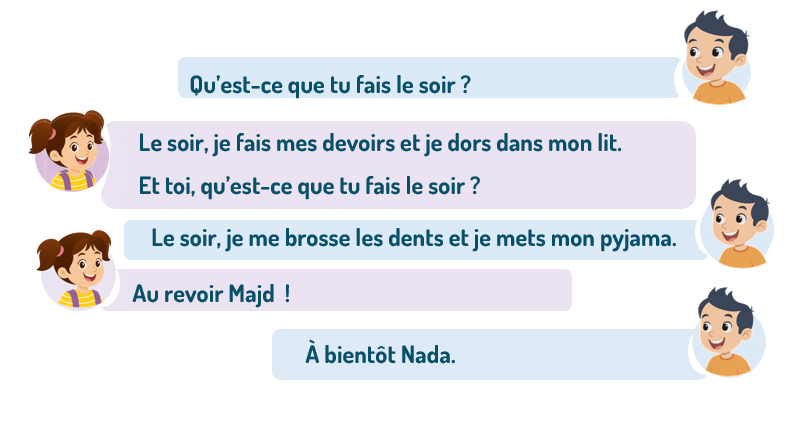 Qu’est-ce que tu fais le soir ?
Le soir, je fais mes devoirs et je dors dans mon lit.
Et toi, qu’est-ce que tu fais le soir ?
Le soir, je me brosse les dents et je mets mon pyjama.
Au revoir Majd  !
À bientôt Nada.